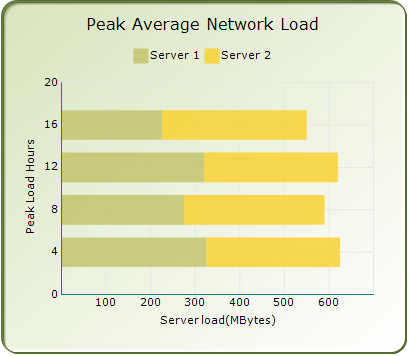 Peak Average Network Load
Server 1 Server 2
20
16
12
8
4
0
Peak Load Hours
100 200 300 400 500 600
Server load(MBytes)